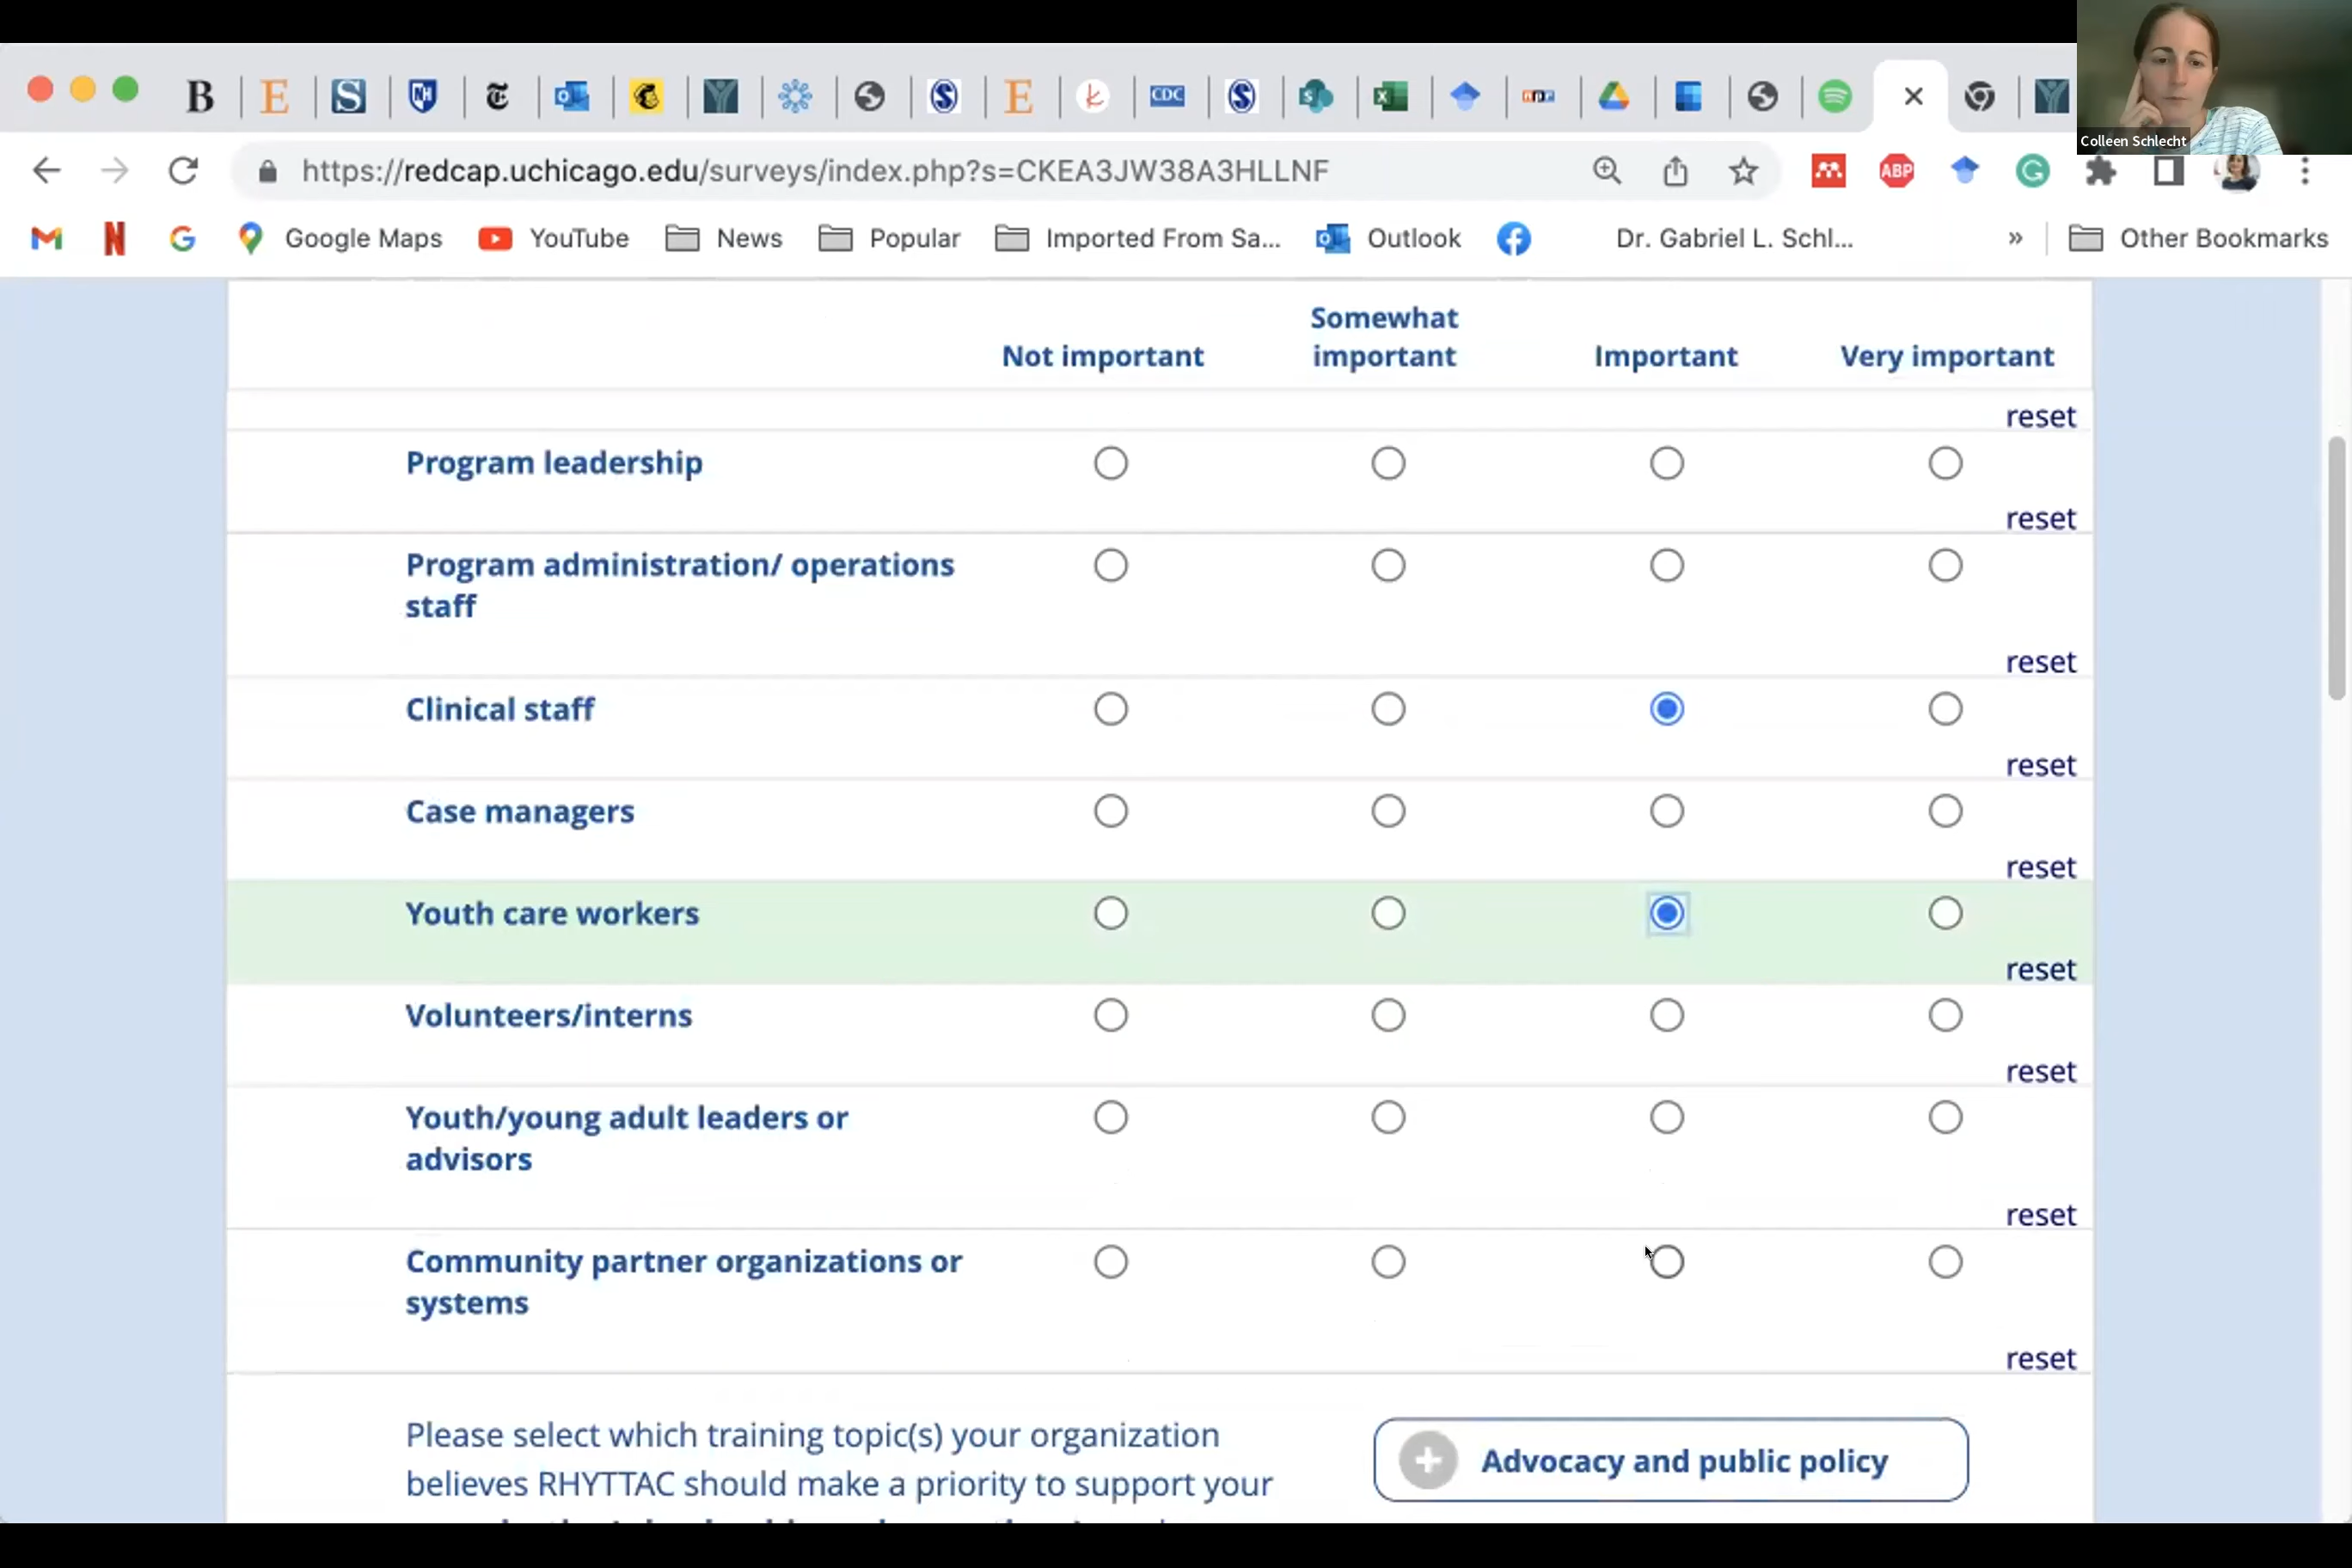 B E S NH T CDC E S X npr
Colleen Schlecht
https://redcap.uchicago.edu/surveys/index.php?s=CKEA3JW38A3HLLNF
ABP
G
Google Maps YouTube News Popular Imported From Sa... Outlook Dr. Gabriel L. Schl... » Other Bookmarks
Not important Somewhat important Important Very important
reset
Program leadership
reset
Program administration/ operations
staff
reset
Clinical staff
reset
Case managers
reset
Youth care workers
reset
Volunteers/interns
reset
Youth/young adult leaders or
advisors
reset
Community partner organizations or
systems
reset
Please select which training topic(s) your organization
believes RHYTTAC should make a priority to support your
Advocacy and public policy